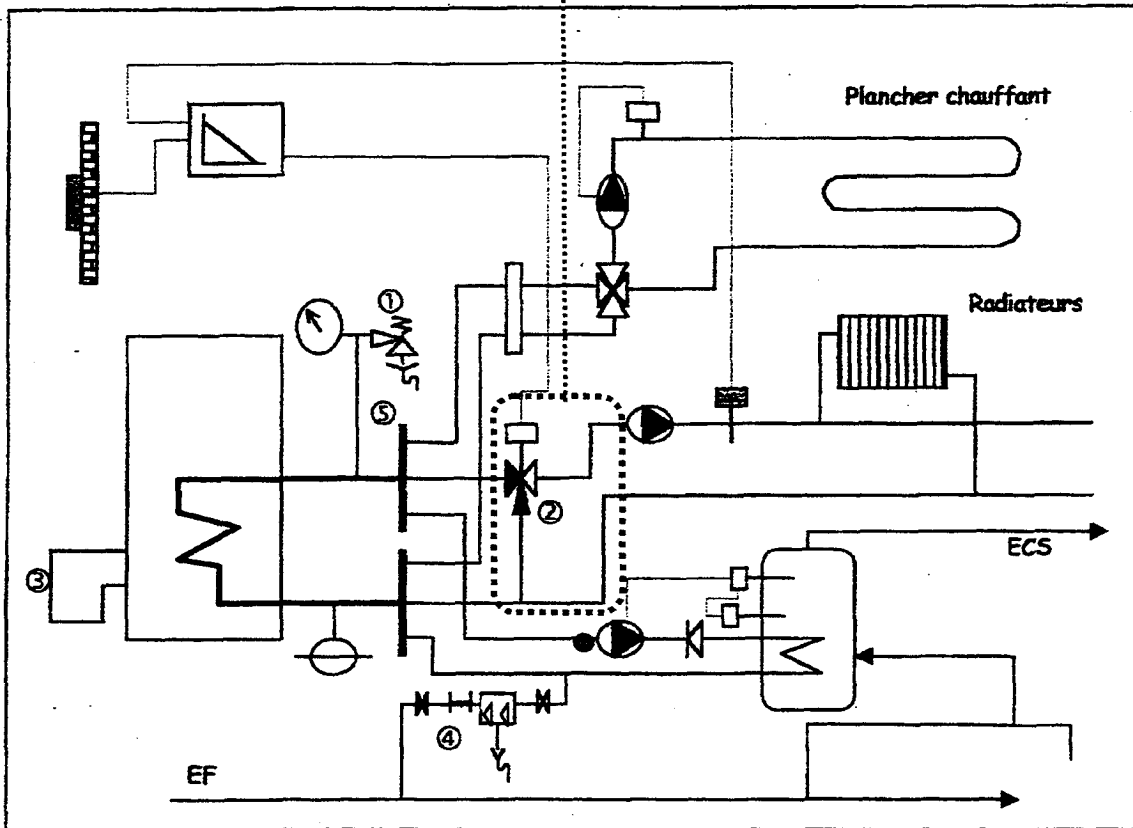 Plancher chauffant
Radiateurs
①
⑤
②
③
ECS
④
EF